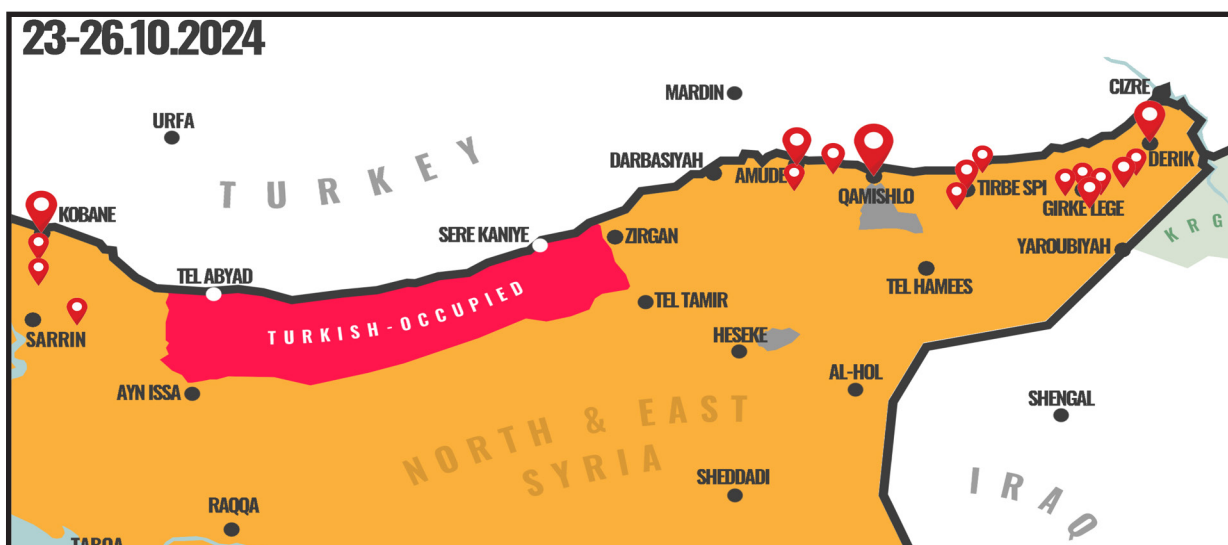 23-26.10.2024
CIZRE
MARDIN
URFA
TURKEY
DARBASIYAH
AMUDE
DERIK
QAMISHLO
TIRBE SPI
GIRKE LEGE
KOBANE
SERE KANIYE
ZIRGAN
KRG
YAROUBIYAH
TEL ABYAD
TEL HAMEES
TURKISH-OCCUPIED
TEL TAMIR
SARRIN
HESEKE
AL-HOL
AYN ISSA
SHENGAL
NORTH & EAST
SYRIA
SHEDDADI
IRAQ
RAQQA
TABQA